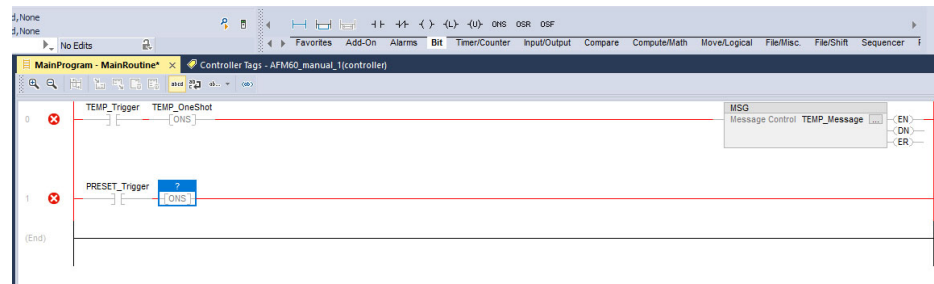 d,None
d,None
No Edits
ONS OSR OSF
Favorites Add-On Alarms Bit Timer/Counter Input/Output Compare Compute/Math Move/Logical File/Misc. File/Shift Sequencer
MainProgram - MainRoutine* Controller Tags - AFM60_manual_1(controller)
TEMP_Trigger TEMP_OneShot
0 ONS
MSG
Message Control TEMP_Message ...
EN
DN
ER
PRESET_Trigger ?
1 ONS
(End)